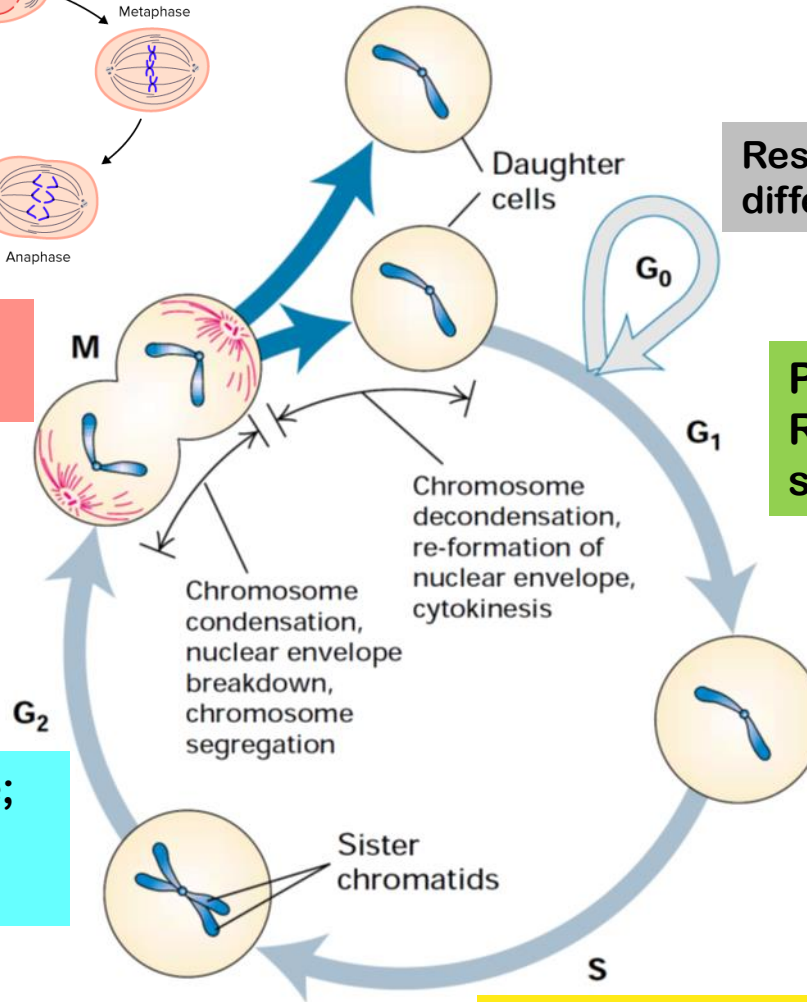 Metaphase
Anaphase
Daughter
cells
Res
diffe
G₀
M
P
R
s
G₁
Chromosome
decondensation,
re-formation of
nuclear envelope,
cytokinesis
Chromosome
condensation,
nuclear envelope
breakdown,
chromosome
segregation
G₂
;
Sister
chromatids
S